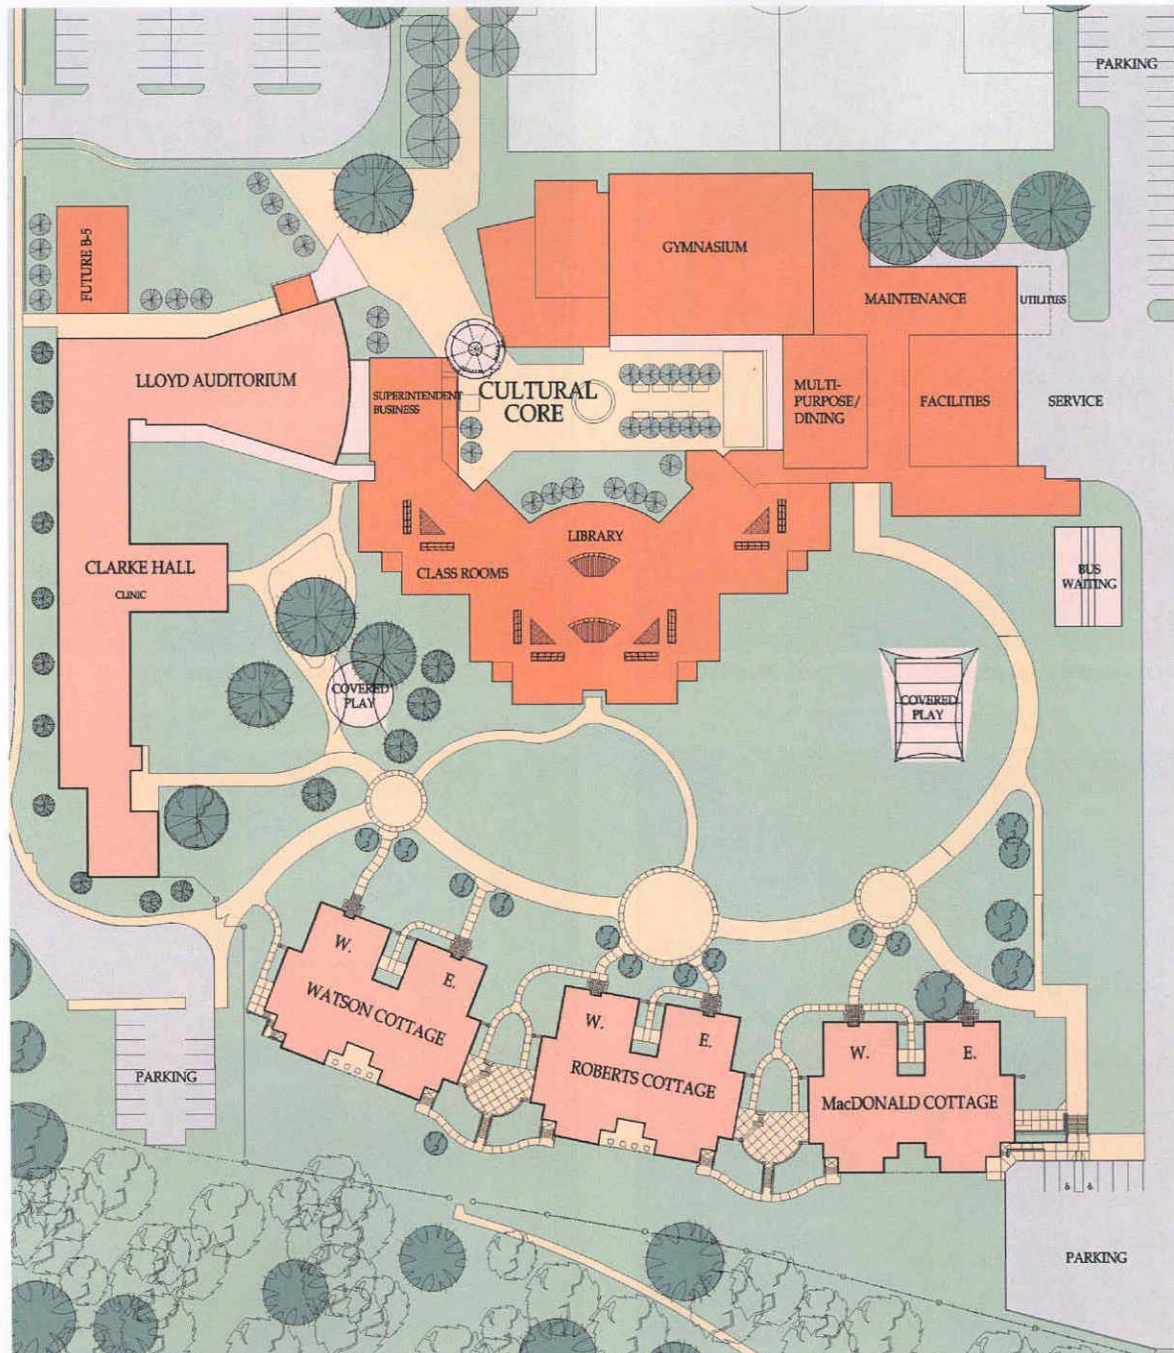 PARKING
FUTURE B-5
GYMNASIUM
MAINTENANCE
UTILITIES
LLOYD AUDITORIUM
SUPERINTENDENT
BUSINESS
CULTURAL
CORE
MULTI-
PURPOSE/
DINING
FACILITIES
SERVICE
LIBRARY
CLASS ROOMS
CLARKE HALL
CLINIC
BUS
WAITING
COVERED
PLAY
COVERED
PLAY
W.
E.
WATSON COTTAGE
W.
E.
ROBERTS COTTAGE
W.
E.
MacDONALD COTTAGE
PARKING
PARKING